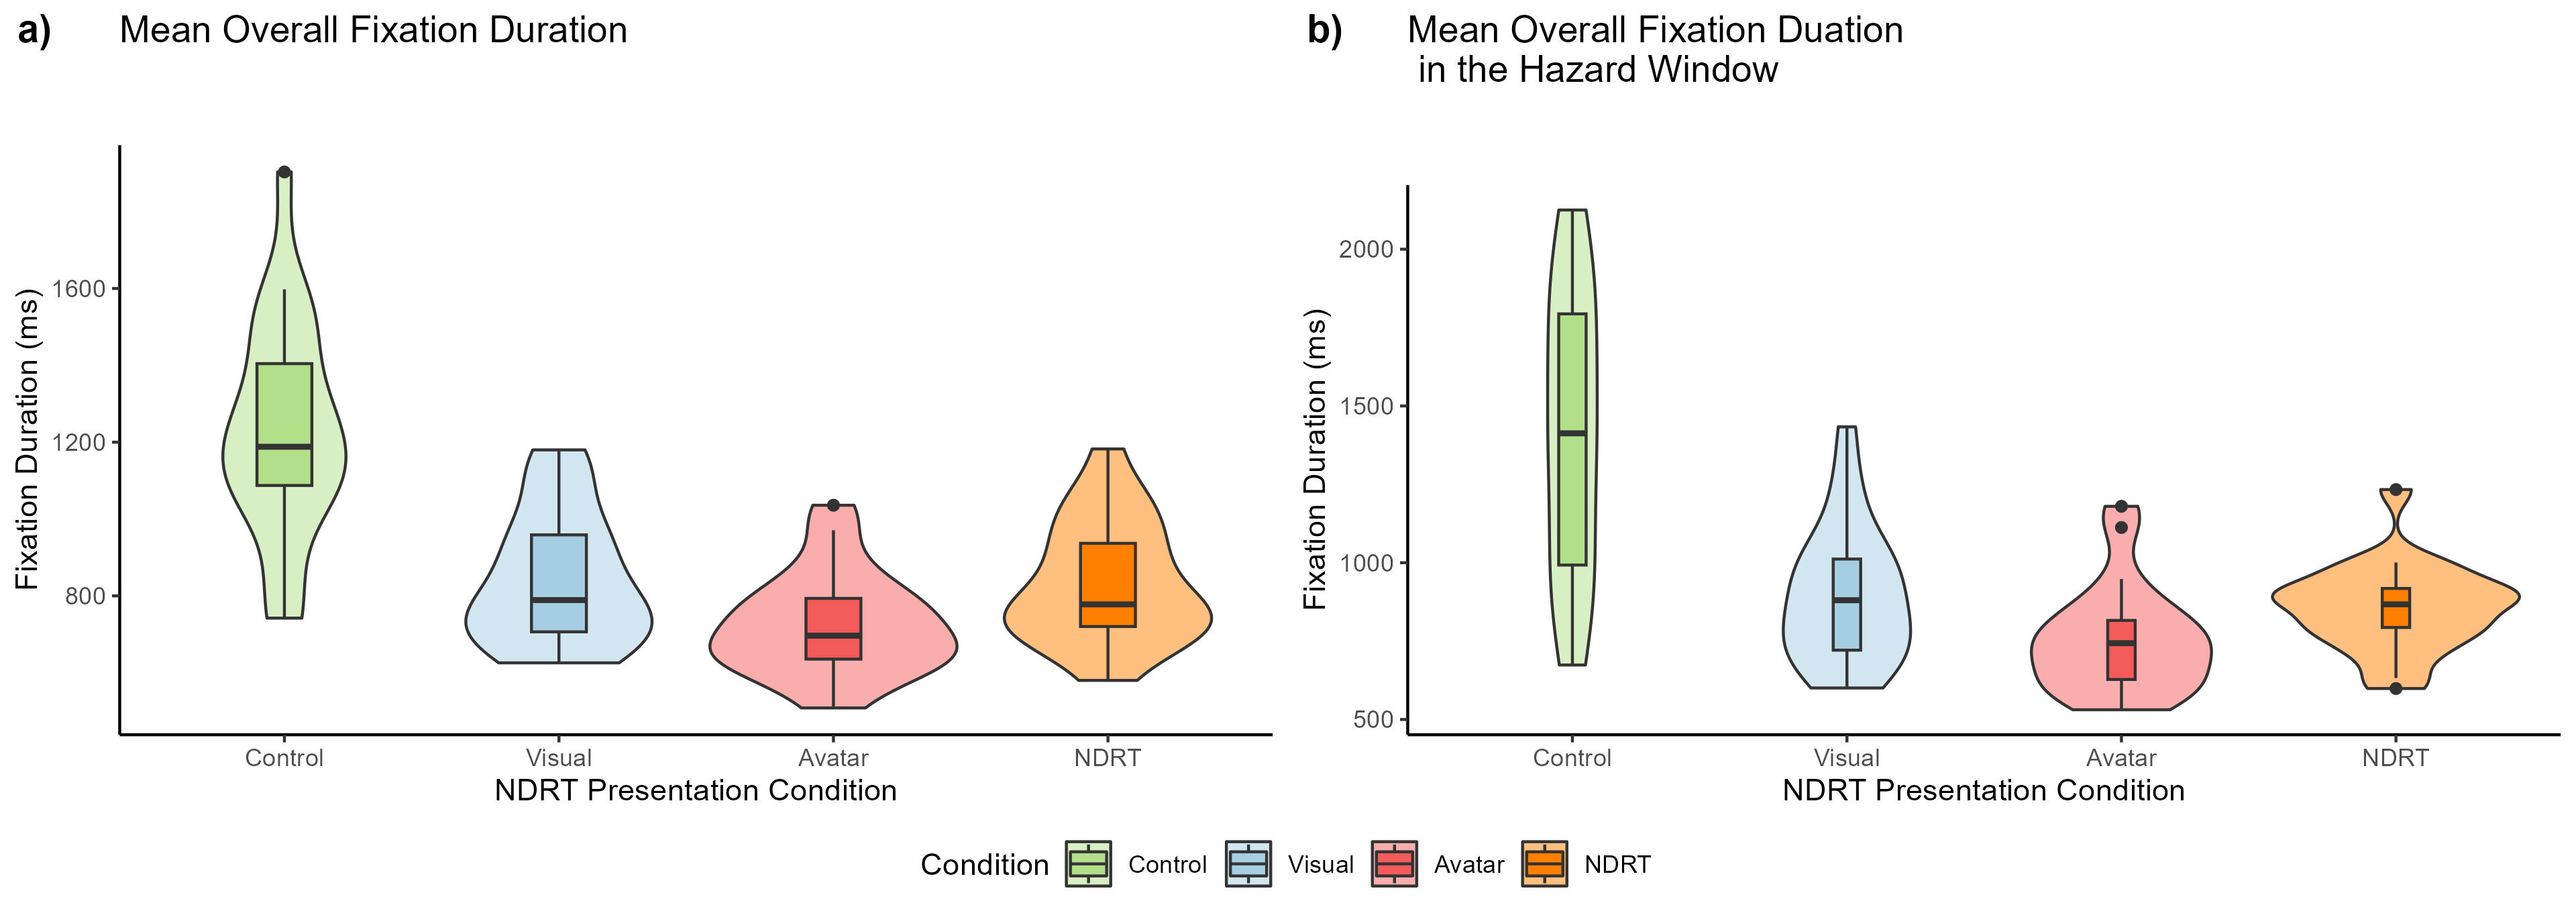 a) Mean Overall Fixation Duration
Fixation Duration (ms)
1600
1200
800
Control Visual Avatar NDRT
NDRT Presentation Condition
b) Mean Overall Fixation Duation
in the Hazard Window
Fixation Duration (ms)
2000
1500
1000
500
Control Visual Avatar NDRT
NDRT Presentation Condition
Condition Control Visual Avatar NDRT